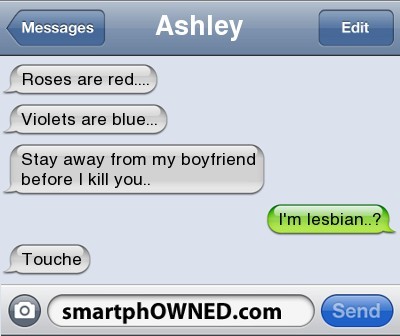 Messages
Ashley
Edit
Roses are red....
Violets are blue...
Stay away from my boyfriend
before I kill you..
I'm lesbian..?
Touche
smartphOWNED.com
Send